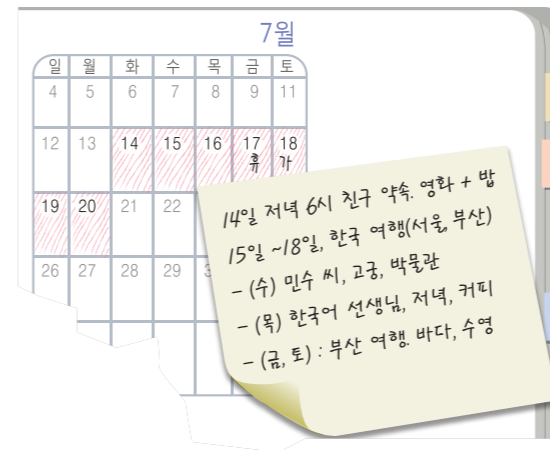 7월
일 월 화 수 목 금 토
4 5 6 7 8 9 11
12 13 14 15 16 17 18
휴 가
19 20 21 22
26 27 28 29 3
14일 저녁 6시 친구 약속. 영화 + 밥
15일 ~18일, 한국 여행(서울, 부산)
- (수) 민수 씨, 고궁, 박물관
- (목) 한국어 선생님, 저녁, 커피
- (금, 토) : 부산 여행. 바다, 수영